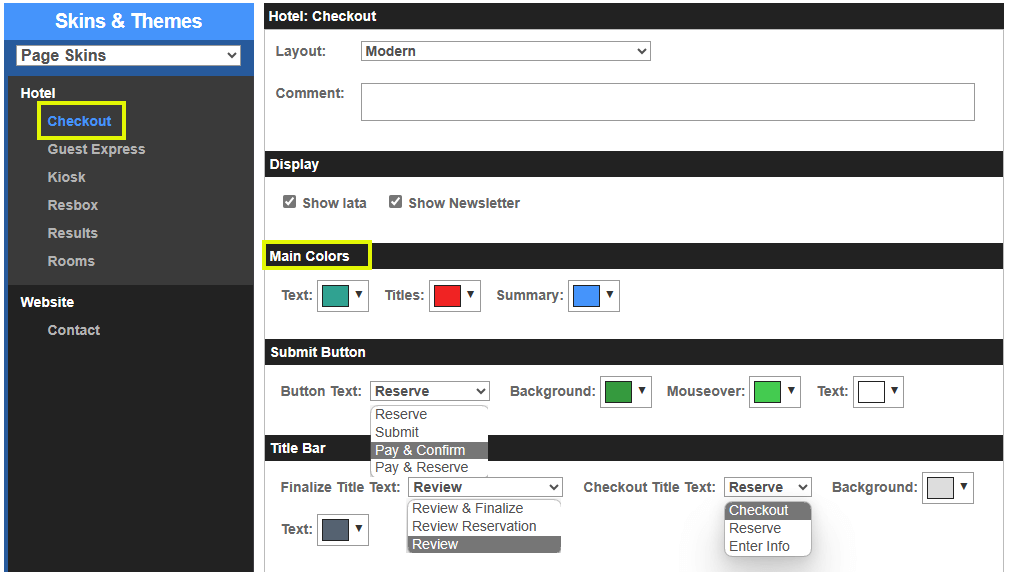 Skins & Themes
Page Skins
Hotel
Checkout
Guest Express
Kiosk
Resbox
Results
Rooms
Website
Contact
Hotel: Checkout
Layout: Modern
Comment:
Display
Show Iata Show Newsletter
Main Colors
Text: Titles: Summary:
Submit Button
Button Text: Reserve Background: Mouseover: Text:
Reserve
Submit
Pay & Confirm
Pay & Reserve
Title Bar
Finalize Title Text: Review Checkout Title Text: Reserve Background:
Review & Finalize
Review Reservation
Review
Checkout
Reserve
Enter Info
Text: